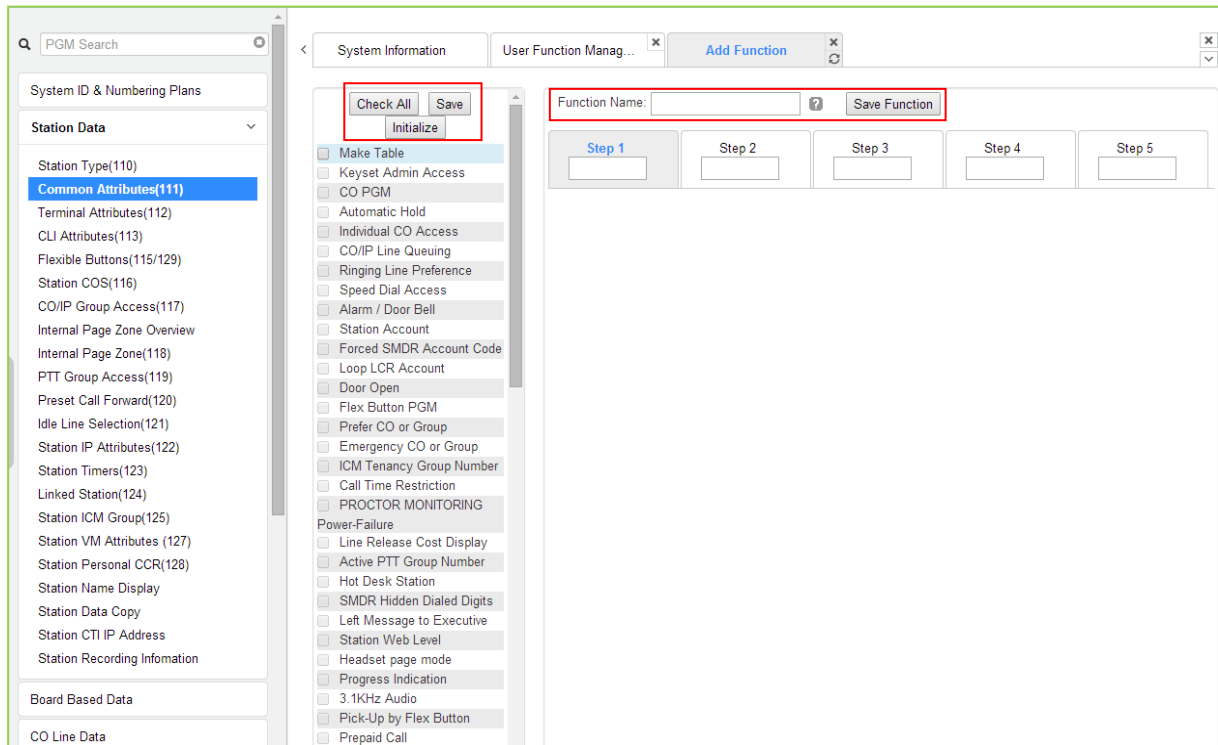 PGM Search
System Information
User Function Manag...
Add Function
System ID & Numbering Plans
Station Data
Station Type(110)
Common Attributes(111)
Terminal Attributes(112)
CLI Attributes(113)
Flexible Buttons(115/129)
Station COS(116)
CO/IP Group Access(117)
Internal Page Zone Overview
Internal Page Zone(118)
PTT Group Access(119)
Preset Call Forward(120)
Idle Line Selection(121)
Station IP Attributes(122)
Station Timers(123)
Linked Station(124)
Station ICM Group(125)
Station VM Attributes (127)
Station Personal CCR(128)
Station Name Display
Station Data Copy
Station CTI IP Address
Station Recording Infomation
Board Based Data
CO Line Data
Check All Save
Initialize
Make Table
Keyset Admin Access
CO PGM
Automatic Hold
Individual CO Access
CO/IP Line Queuing
Ringing Line Preference
Speed Dial Access
Alarm / Door Bell
Station Account
Forced SMDR Account Code
Loop LCR Account
Door Open
Flex Button PGM
Prefer CO or Group
Emergency CO or Group
ICM Tenancy Group Number
Call Time Restriction
PROCTOR MONITORING
Power-Failure
Line Release Cost Display
Active PTT Group Number
Hot Desk Station
SMDR Hidden Dialed Digits
Left Message to Executive
Station Web Level
Headset page mode
Progress Indication
3.1KHz Audio
Pick-Up by Flex Button
Prepaid Call
Function Name: ? Save Function
Step 1 Step 2 Step 3 Step 4 Step 5